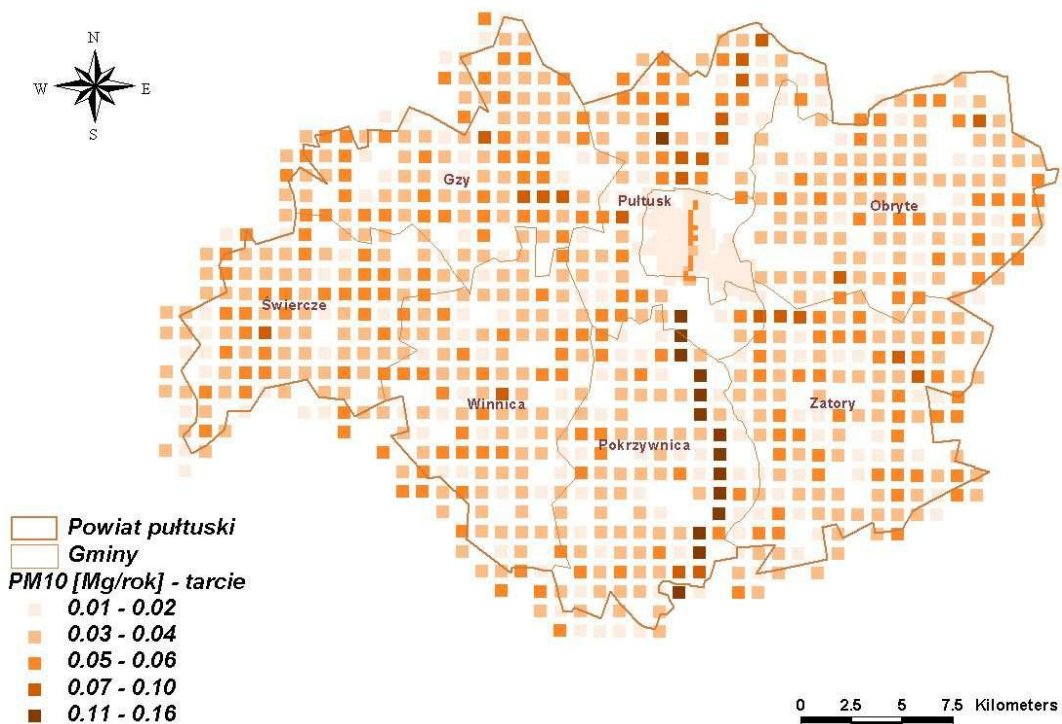 N
W E
S
Gzy
Pułtusk
Obryte
Świercze
Winnica
Zatory
Pokrzywnica
Powiat pułtuski
Gminy
PM10 [Mg/rok] - tarcie
0.01 - 0.02
0.03 - 0.04
0.05 - 0.06
0.07 - 0.10
0.11 - 0.16
0 2.5 5 7.5 Kilometers